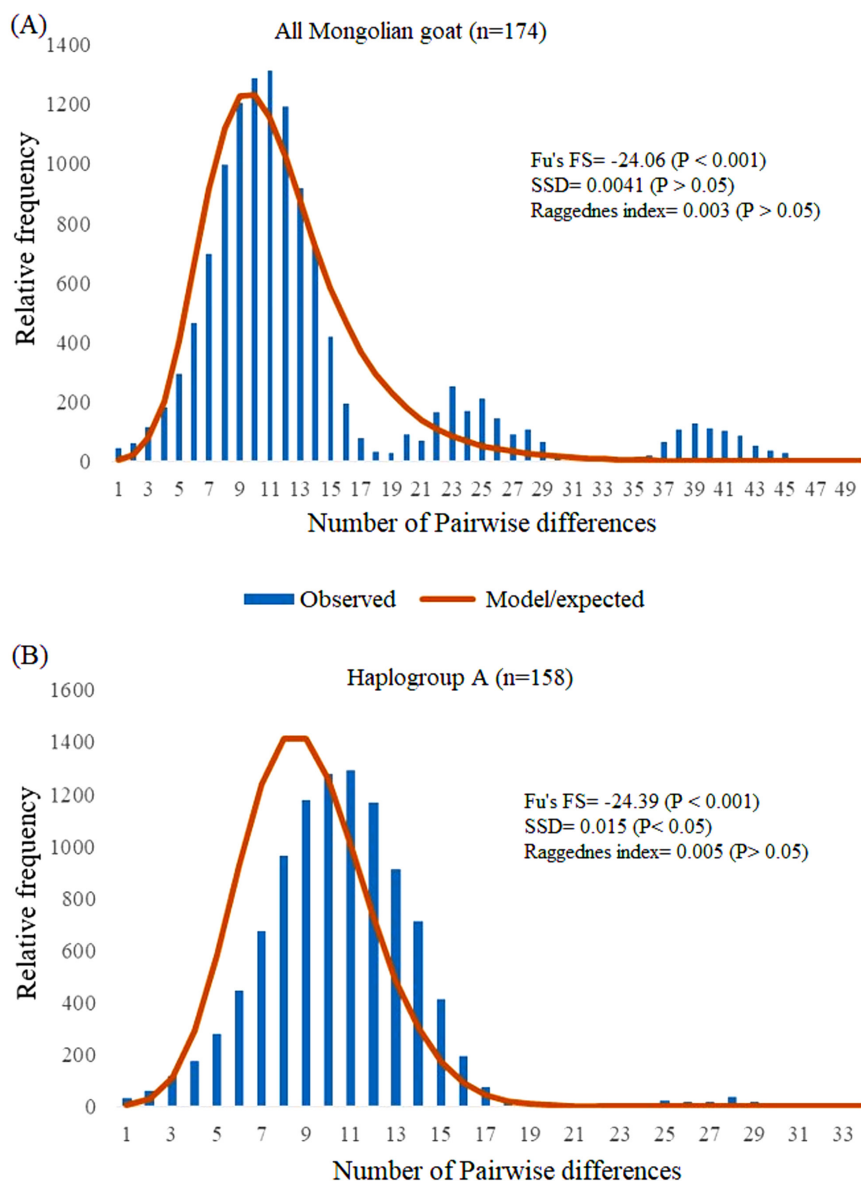 (A)
All Mongolian goat (n=174)
1400
1200
1000
800
600
400
200
0
Relative frequency
Fu's FS= -24.06 (P < 0.001)
SSD= 0.0041 (P > 0.05)
Raggednes index= 0.003 (P > 0.05)
1 3 5 7 9 11 13 15 17 19 21 23 25 27 29 31 33 35 37 39 41 43 45 47 49
Number of Pairwise differences
Observed Model/expected
(B)
Haplogroup A (n=158)
1600
1400
1200
1000
800
600
400
200
0
Relative frequency
Fu's FS= -24.39 (P < 0.001)
SSD= 0.015 (P< 0.05)
Raggednes index= 0.005 (P> 0.05)
1 3 5 7 9 11 13 15 17 19 21 23 25 27 29 31 33
Number of Pairwise differences